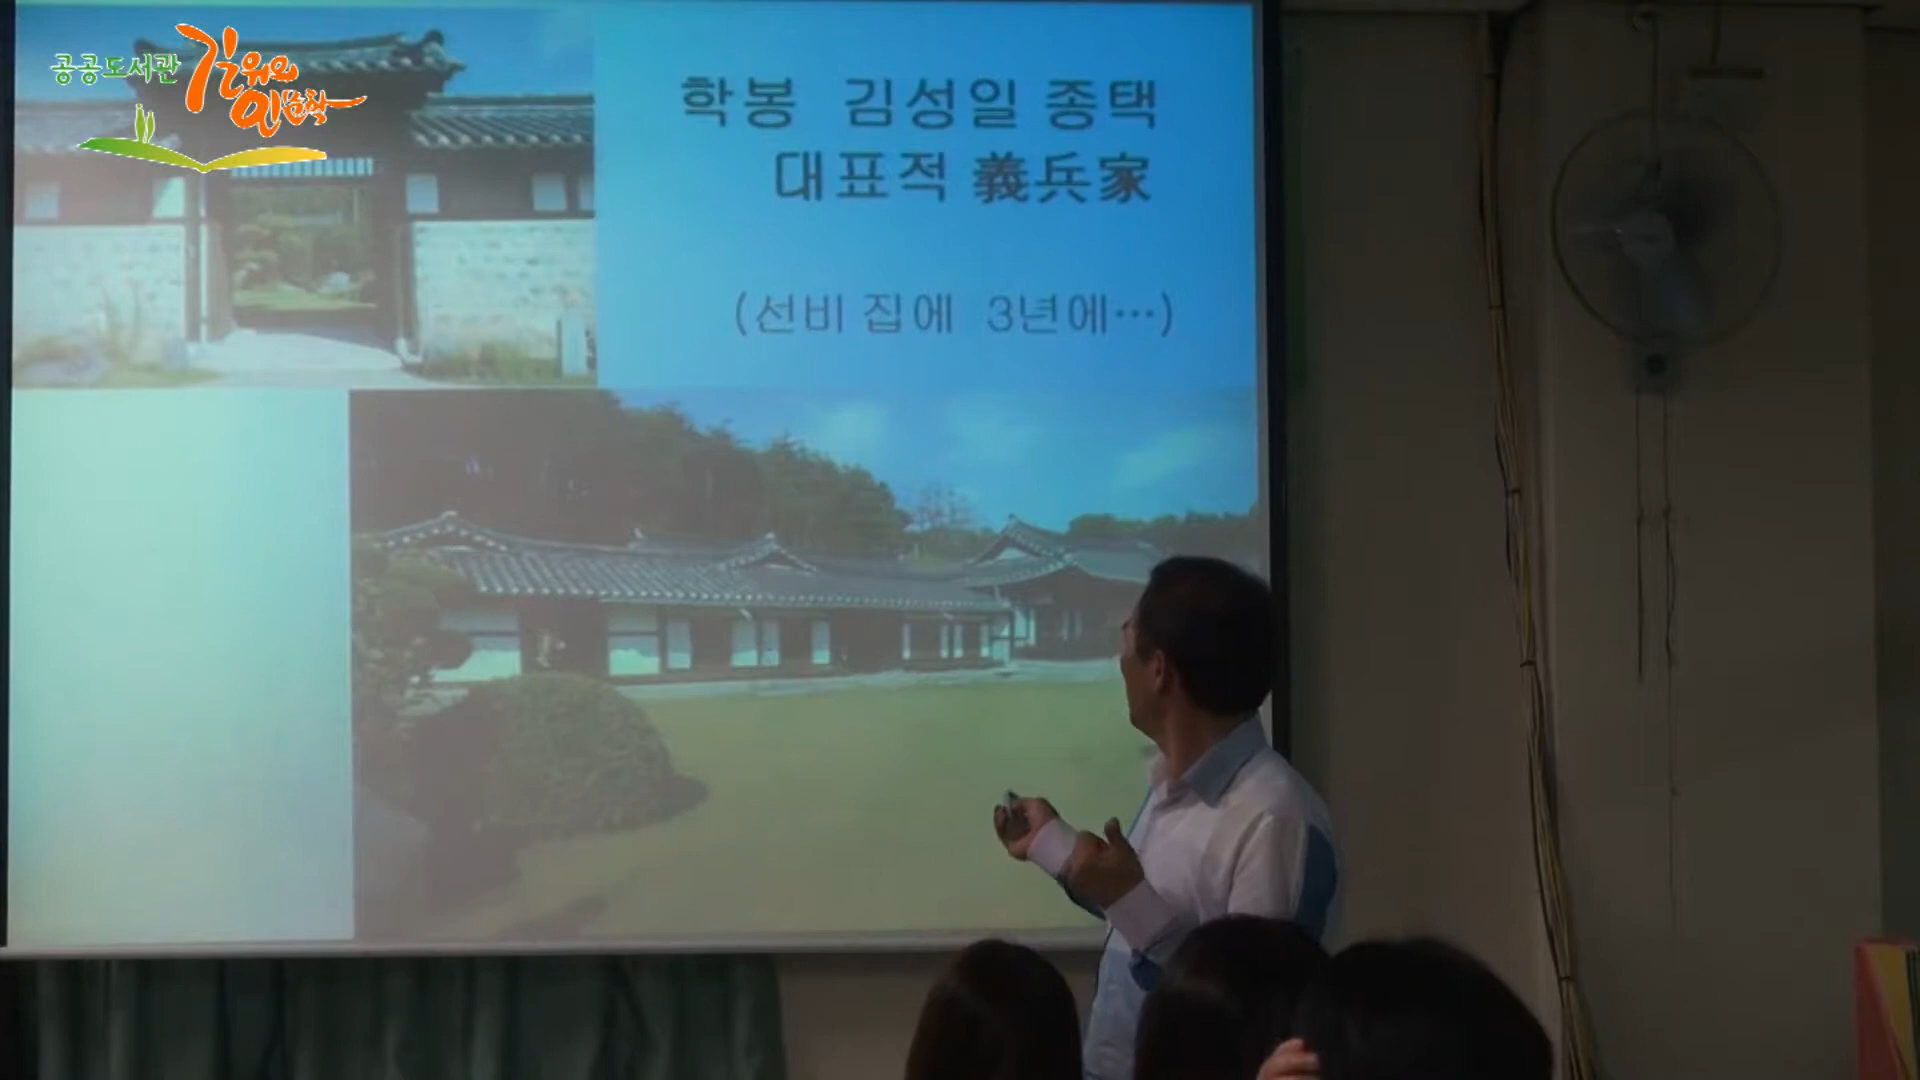 공공도서관 길 위의 인문학
학봉 김성일 종택
대표적 義兵家
(선비 집에 3년에…)